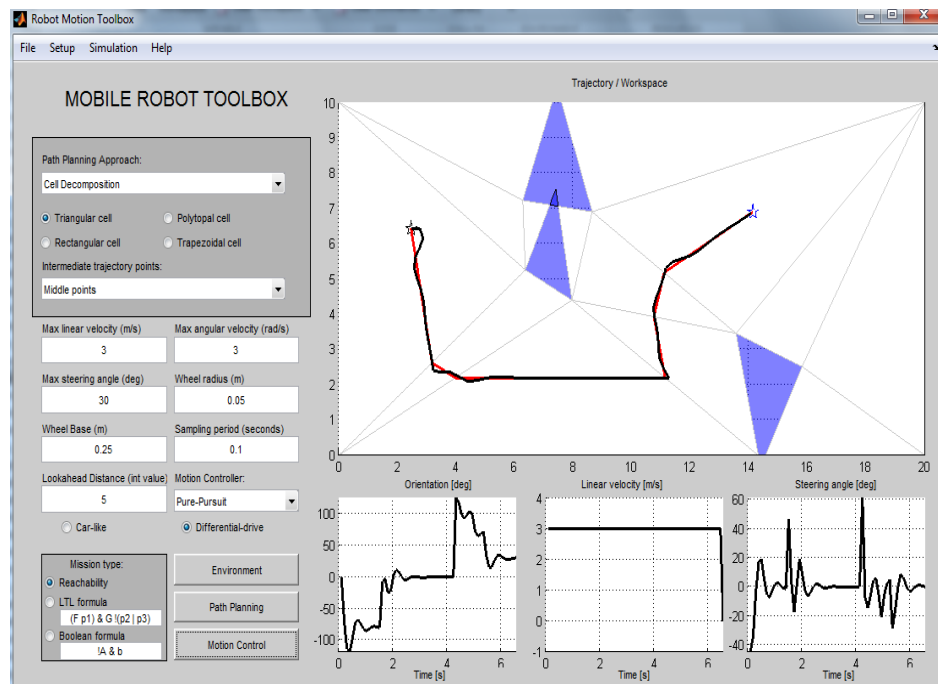 Robot Motion Toolbox
File Setup Simulation Help
MOBILE ROBOT TOOLBOX
Path Planning Approach:
Cell Decomposition
Triangular cell
Polytopal cell
Rectangular cell
Trapezoidal cell
Intermediate trajectory points:
Middle points
Max linear velocity (m/s)
Max angular velocity (rad/s)
3
3
Max steering angle (deg)
Wheel radius (m)
30
0.05
Wheel Base (m)
Sampling period (seconds)
0.25
0.1
Lookahead Distance (int value)
Motion Controller:
5
Pure-Pursuit
Car-like
Differential-drive
Mission type:
Reachability
LTL formula
(F p1) & G !(p2 | p3)
Boolean formula
!A & b
Environment
Path Planning
Motion Control
Trajectory / Workspace
10
9
8
7
6
5
4
3
2
1
0
0 2 4 6 8 10 12 14 16 18 20
Orientation [deg]
100
50
0
-50
-100
0 2 4 6
Time [s]
Linear velocity [m/s]
4
3
2
1
0
-1
0 2 4 6
Time [s]
Steering angle [deg]
60
40
20
0
-20
-40
0 2 4 6
Time [s]